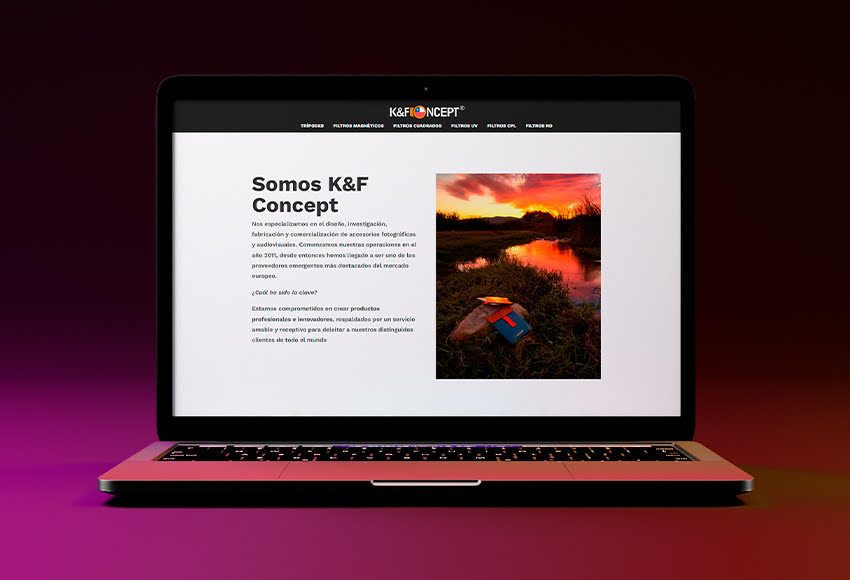 K&F CONCEPT®
TRÍPODES FILTROS MAGNÉTICOS FILTROS CUADRADOS FILTROS UV FILTROS CPL FILTROS ND
Somos K&F
Concept
Nos especializamos en el diseño, investigación,
fabricación y comercialización de accesorios fotográficos
y audiovisuales. Comenzamos nuestras operaciones en el
año 2011, desde entonces hemos llegado a ser uno de los
proveedores emergentes más destacados del mercado
europeo.
¿Cuál ha sido la clave?
Estamos comprometidos en crear productos
profesionales e innovadores, respaldados por un servicio
amable y receptivo para deleitar a nuestros distinguidos
clientes de todo el mundo